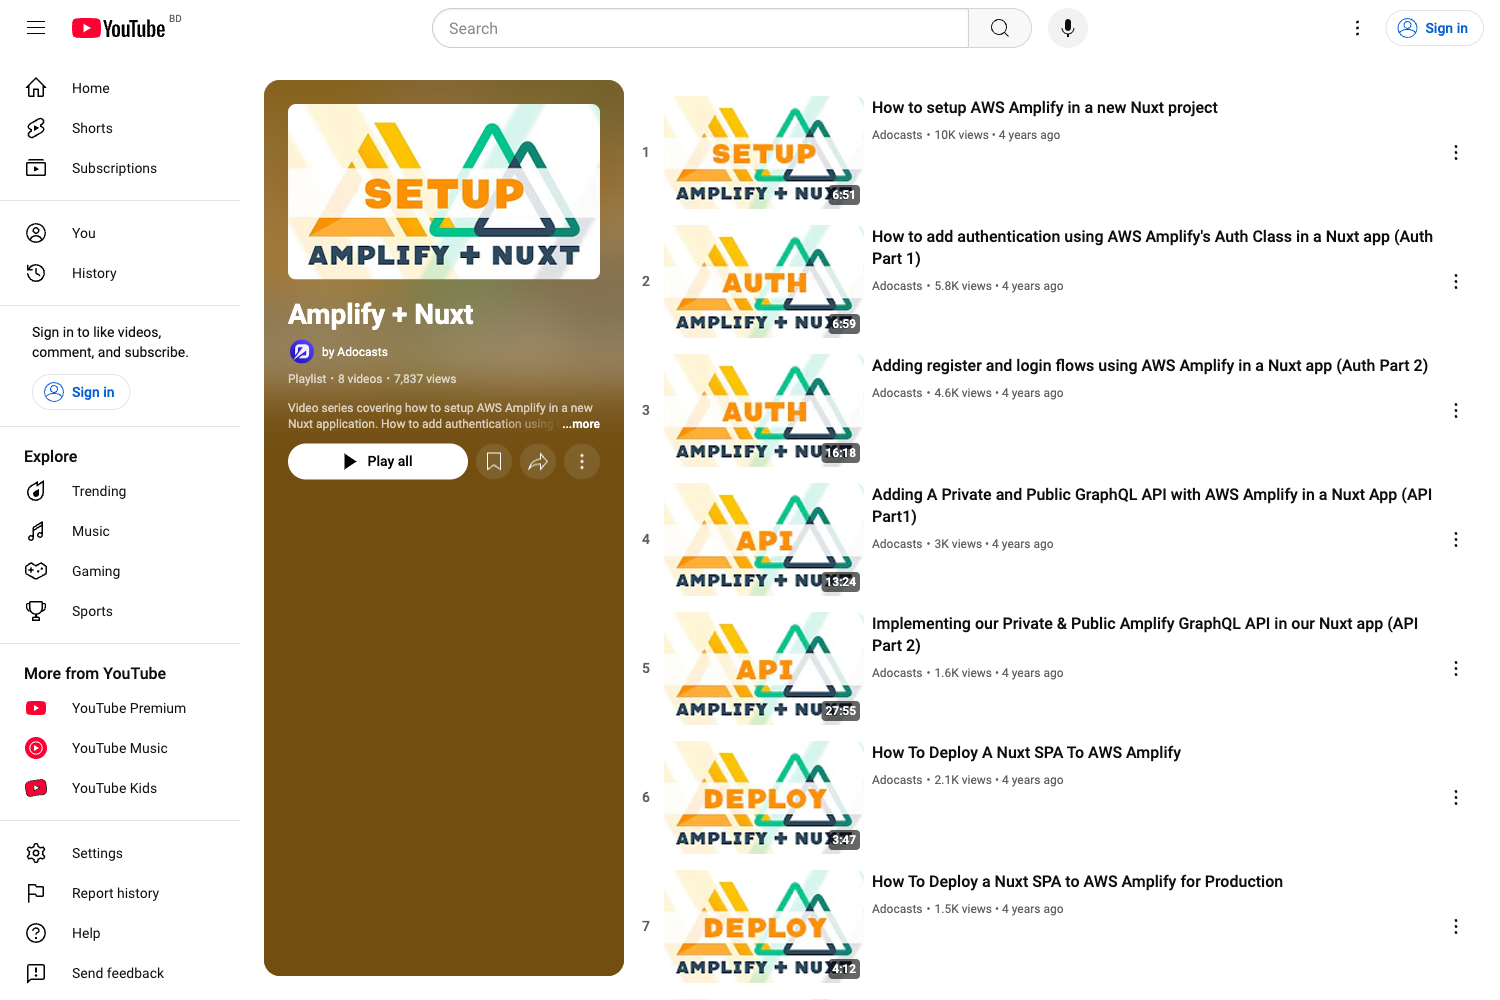 YouTube BD
Search
Sign in
Home
Shorts
Subscriptions
You
History
Sign in to like videos,
comment, and subscribe.
Sign in
Explore
Trending
Music
Gaming
Sports
More from YouTube
YouTube Premium
YouTube Music
YouTube Kids
Settings
Report history
Help
Send feedback
SETUP
AMPLIFY + NUXT
Amplify + Nuxt
by Adocasts
Playlist • 8 videos • 7,837 views
Video series covering how to setup AWS Amplify in a new
Nuxt application. How to add authentication using ...more
Play all
1
SETUP
AMPLIFY + NUXT
6:51
How to setup AWS Amplify in a new Nuxt project
Adocasts • 10K views • 4 years ago
2
AUTH
AMPLIFY + NUXT
6:59
How to add authentication using AWS Amplify's Auth Class in a Nuxt app (Auth
Part 1)
Adocasts • 5.8K views • 4 years ago
3
AUTH
AMPLIFY + NU
16:18
Adding register and login flows using AWS Amplify in a Nuxt app (Auth Part 2)
Adocasts • 4.6K views • 4 years ago
4
API
AMPLIFY + NU
13:24
Adding A Private and Public GraphQL API with AWS Amplify in a Nuxt App (API
Part1)
Adocasts • 3K views • 4 years ago
5
API
AMPLIFY + NU
27:55
Implementing our Private & Public Amplify GraphQL API in our Nuxt app (API
Part 2)
Adocasts • 1.6K views • 4 years ago
6
DEPLOY
AMPLIFY + NUXT
3:47
How To Deploy A Nuxt SPA To AWS Amplify
Adocasts • 2.1K views • 4 years ago
7
DEPLOY
AMPLIFY + NUXT
4:12
How To Deploy a Nuxt SPA to AWS Amplify for Production
Adocasts • 1.5K views • 4 years ago